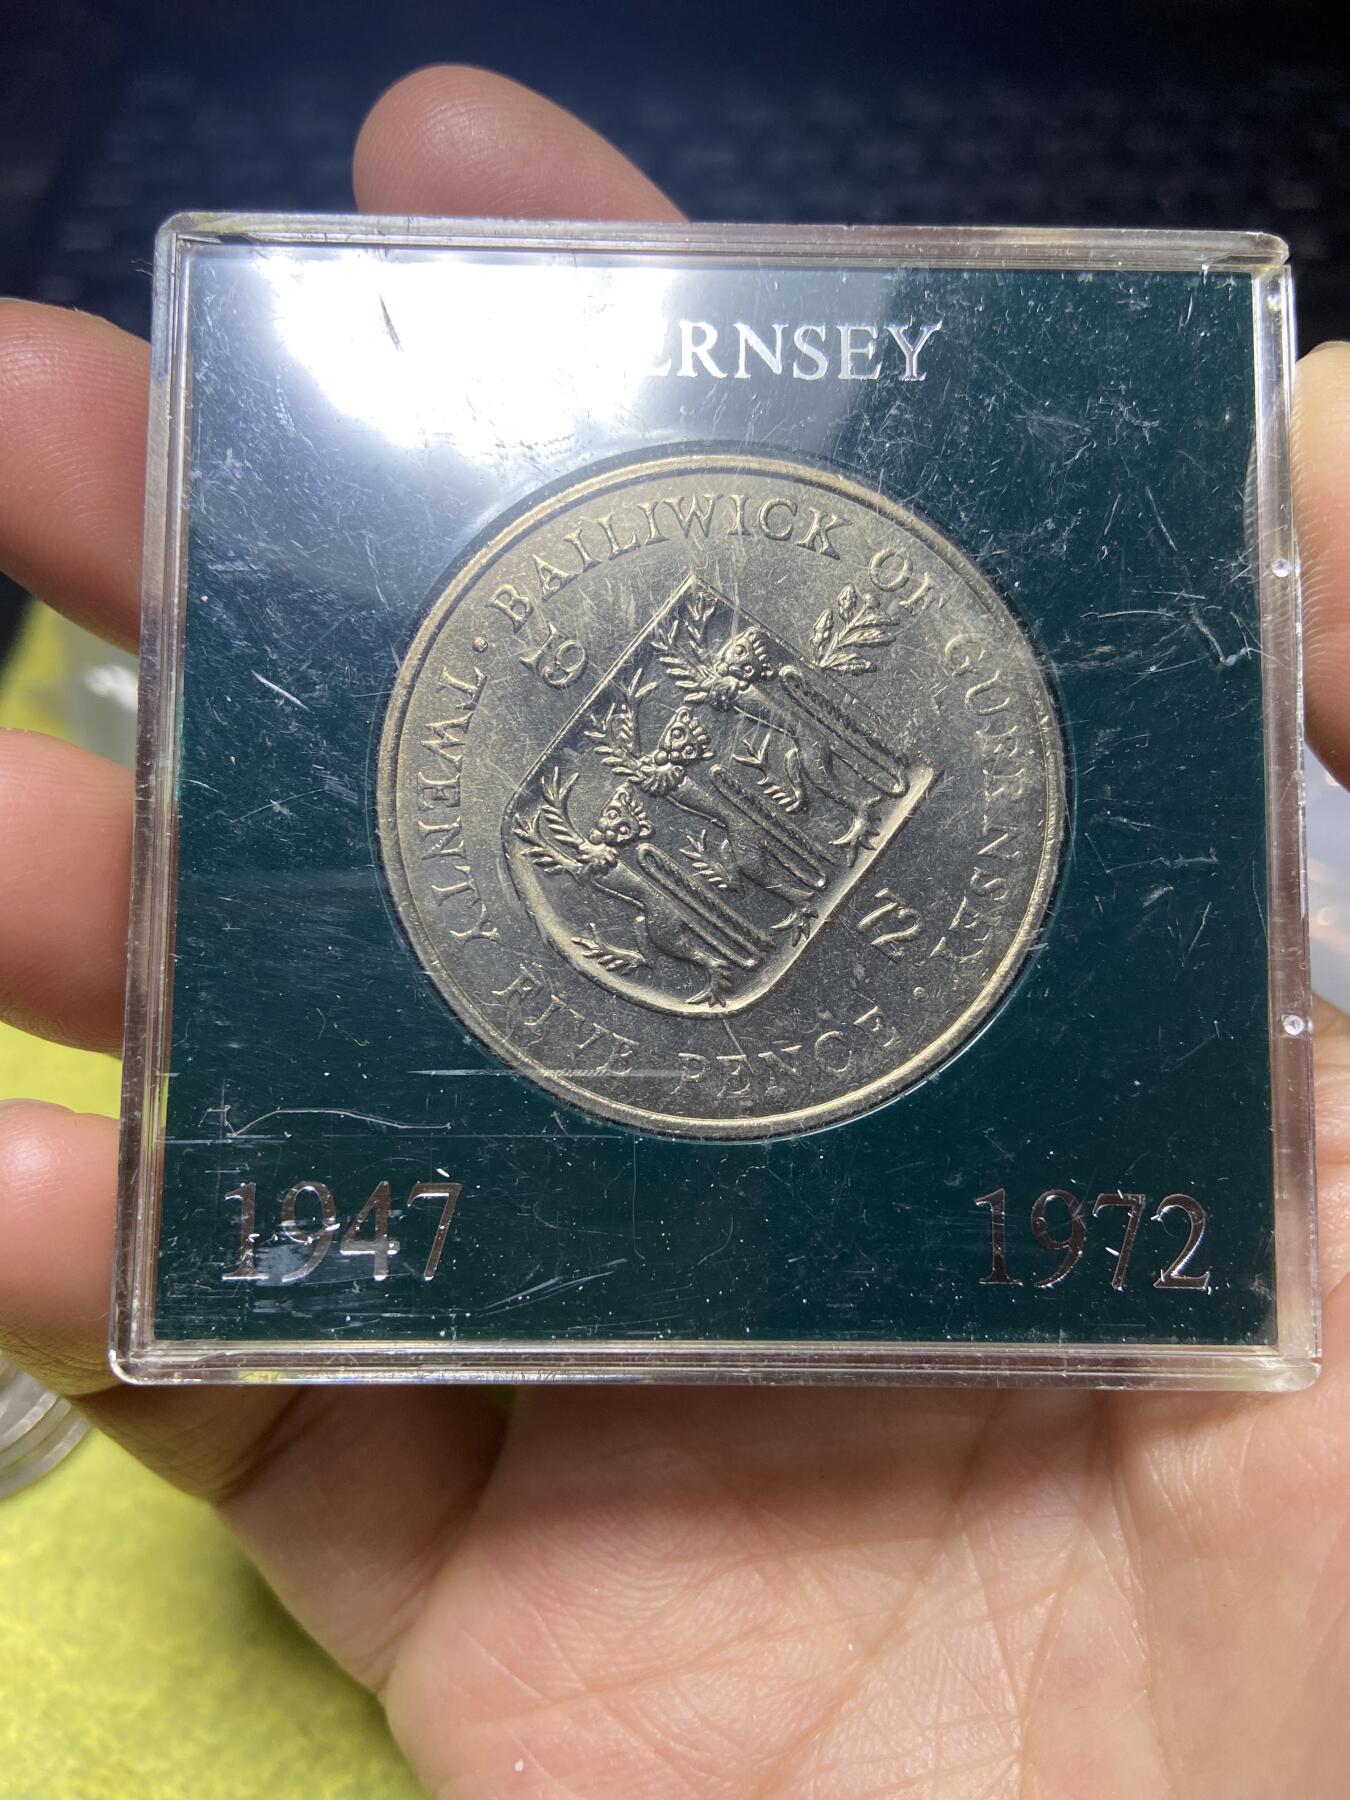 ERNSEY
· BAILIWICK OF GUERNSEY ·
19 72
TWENTY FIVE PENCE
1947 1972